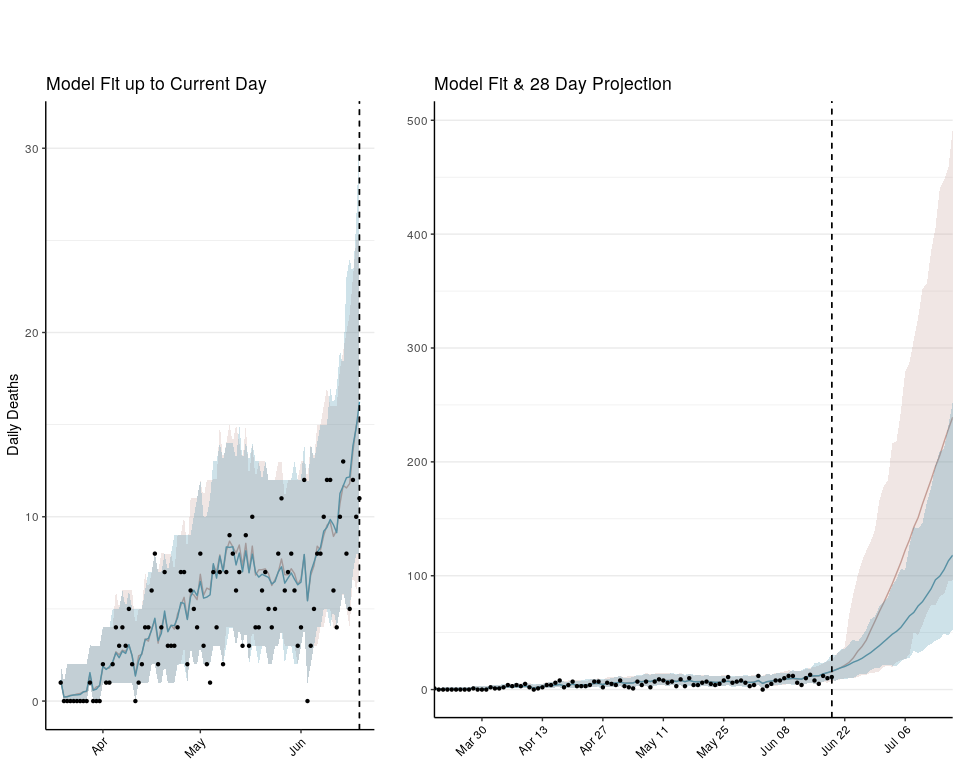 Model Fit up to Current Day
Model Fit & 28 Day Projection
Daily Deaths
30
20
10
0
Apr
May
Jun
500
400
300
200
100
0
Mar 30
Apr 13
Apr 27
May 11
May 25
Jun 08
Jun 22
Jul 06